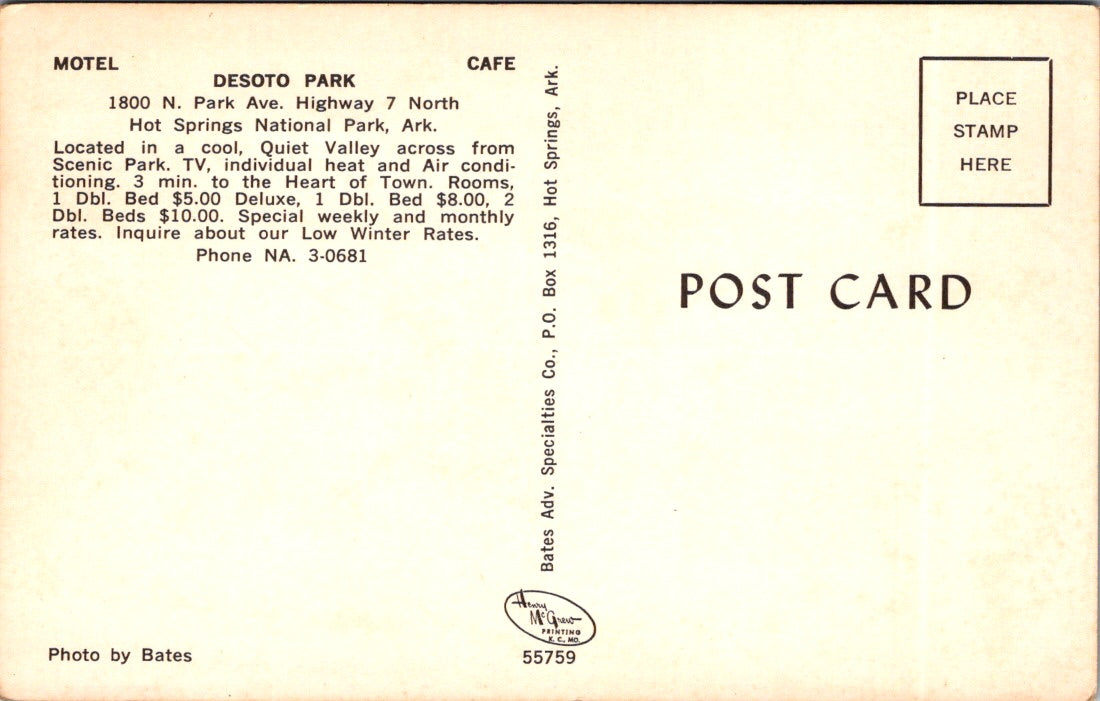 MOTEL CAFE
DESOTO PARK
1800 N. Park Ave. Highway 7 North
Hot Springs National Park, Ark.
Located in a cool, Quiet Valley across from
Scenic Park. TV, individual heat and Air condi-
tioning. 3 min. to the Heart of Town. Rooms,
1 Dbl. Bed $5.00 Deluxe, 1 Dbl. Bed $8.00, 2
Dbl. Beds $10.00. Special weekly and monthly
rates. Inquire about our Low Winter Rates.
Phone NA. 3-0681
Photo by Bates
Bates Adv. Specialties Co., P.O. Box 1316, Hot Springs, Ark.
Henry
McGrew
PRINTING
K. C., MO.
55759
PLACE
STAMP
HERE
POST CARD